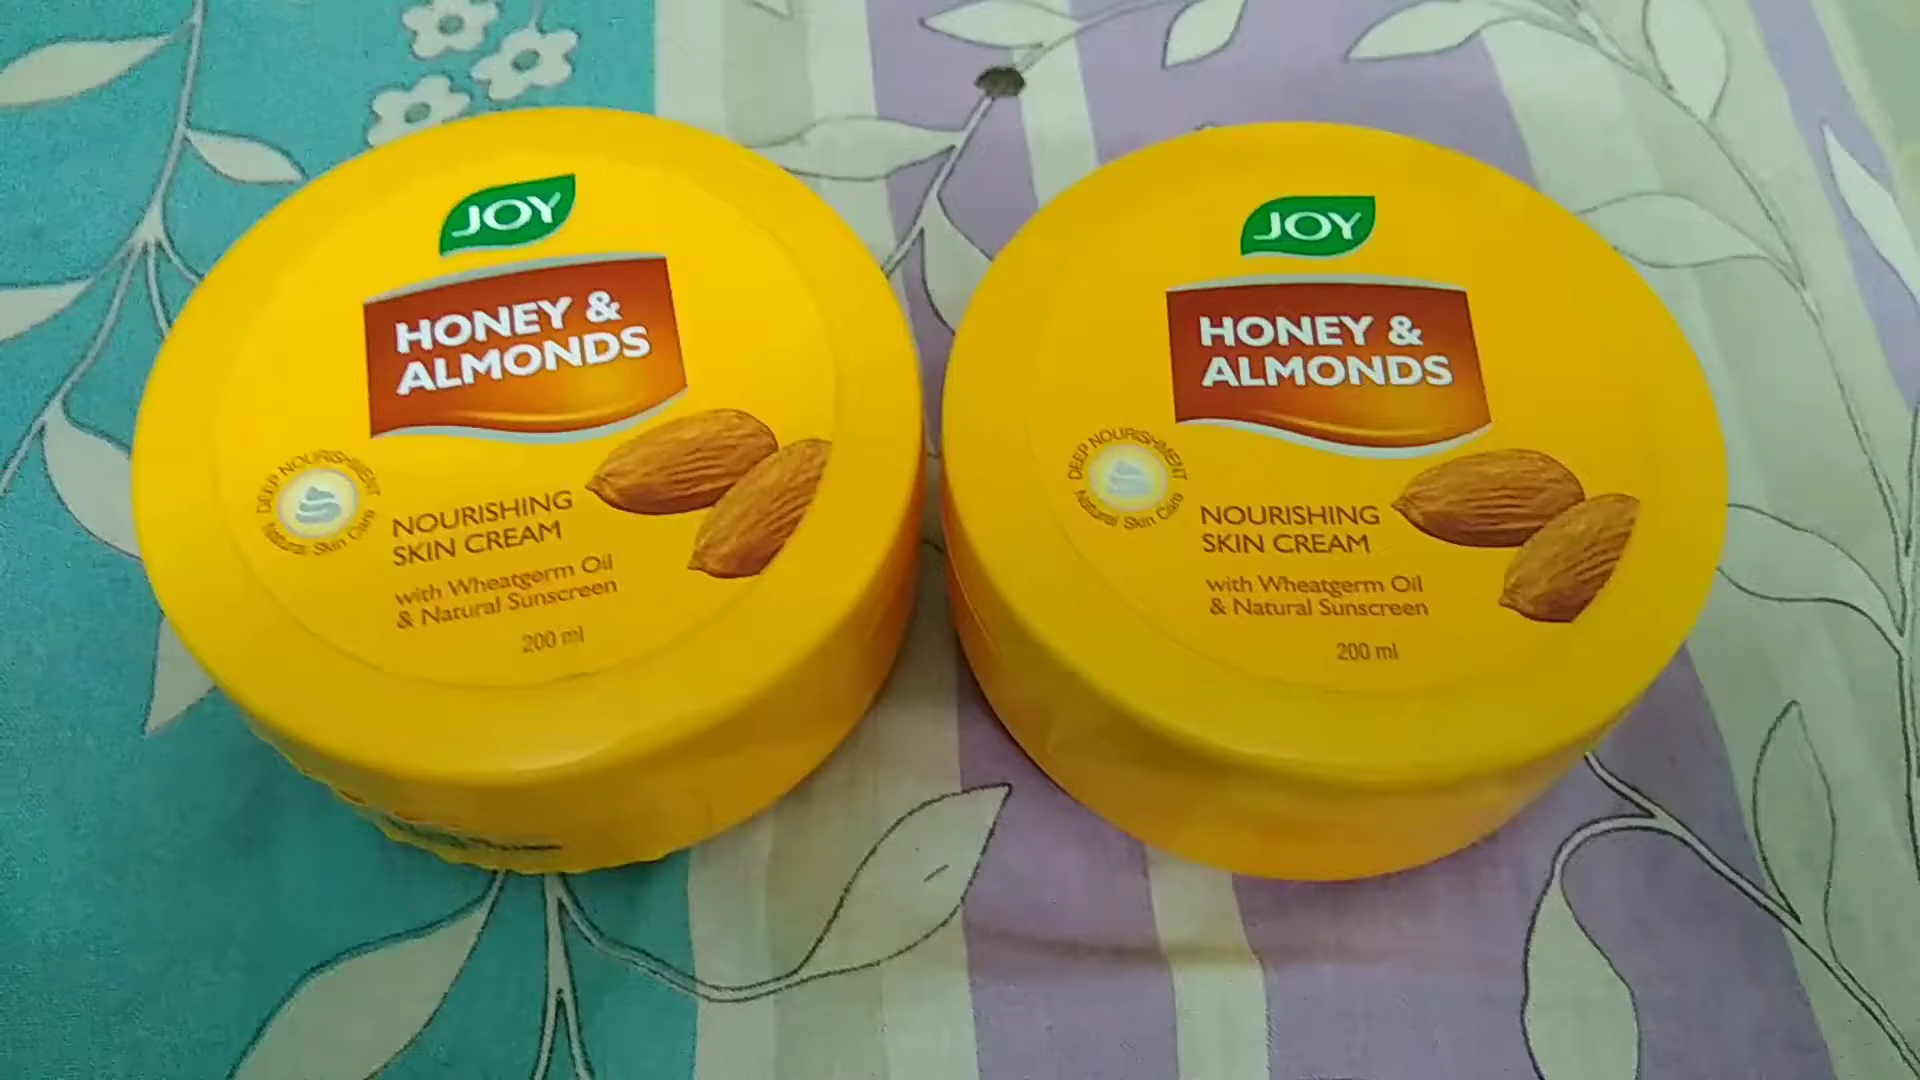 JOY
HONEY &
ALMONDS
DEEP NOURISHMENT
Natural Skin Care
NOURISHING
SKIN CREAM
with Wheatgerm Oil
& Natural Sunscreen
200 ml
JOY
HONEY &
ALMONDS
DEEP NOURISHMENT
Natural Skin Care
NOURISHING
SKIN CREAM
with Wheatgerm Oil
& Natural Sunscreen
200 ml